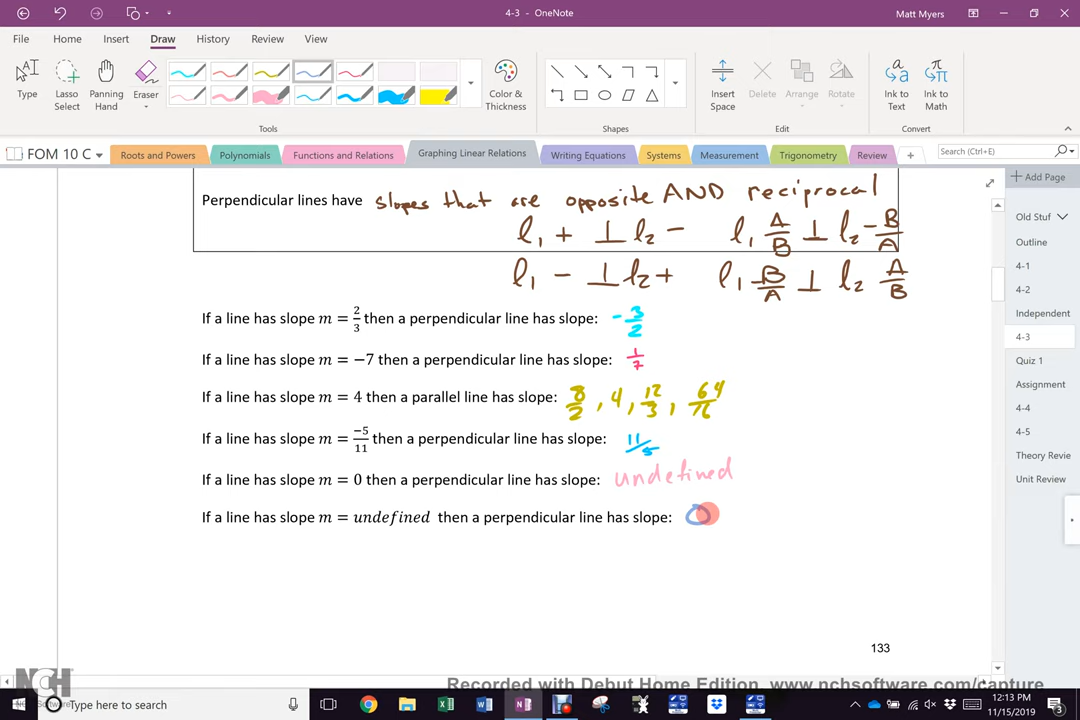 4-3 - OneNote
Matt Myers
File Home Insert Draw History Review View
Type Lasso Select Panning Hand Eraser Color & Thickness Insert Space Delete Arrange Rotate Ink to Text Ink to Math
Tools Shapes Edit Convert
FOM 10 C Roots and Powers Polynomials Functions and Relations Graphing Linear Relations Writing Equations Systems Measurement Trigonometry Review + Search (Ctrl+E)
Add Page
Old Stuf
Outline
4-1
4-2
Independent
4-3
Quiz 1
Assignment
4-4
4-5
Theory Revie
Unit Review
Perpendicular lines have slopes that are opposite AND reciprocal
l₁ + ⊥ l₂ - l₁ A/B ⊥ l₂ -B/A
l₁ - ⊥ l₂ + l₁ -B/A ⊥ l₂ A/B
If a line has slope m = 2/3 then a perpendicular line has slope: -3/2
If a line has slope m = −7 then a perpendicular line has slope: 1/7
If a line has slope m = 4 then a parallel line has slope: 8/2, 4, 12/3, 64/16
If a line has slope m = −5/11 then a perpendicular line has slope: 11/5
If a line has slope m = 0 then a perpendicular line has slope: undefined
If a line has slope m = undefined then a perpendicular line has slope: 0
133
NCH Software
Recorded with Debut Home Edition www.nchsoftware.com/capture
Type here to search
12:13 PM
11/15/2019
3